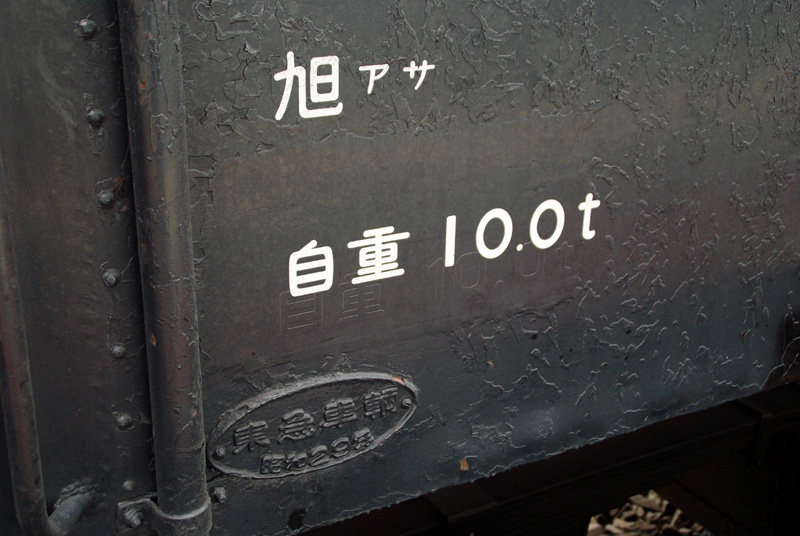 旭アサ
自重 10.0t
東急車輛
昭和29年